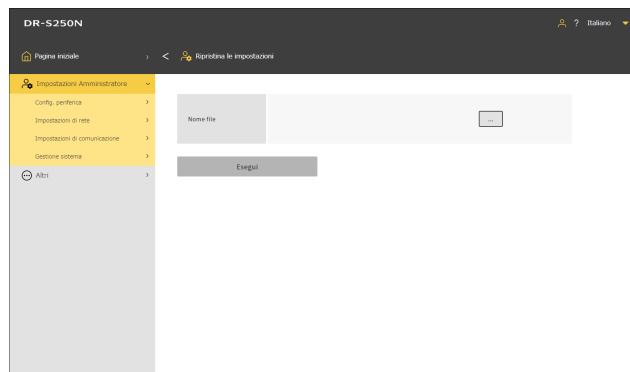 DR-S250N
? Italiano
Pagina iniziale
Ripristina le impostazioni
Impostazioni Amministratore
Config. periferica
Impostazioni di rete
Impostazioni di comunicazione
Gestione sistema
Altri
Nome file
...
Esegui